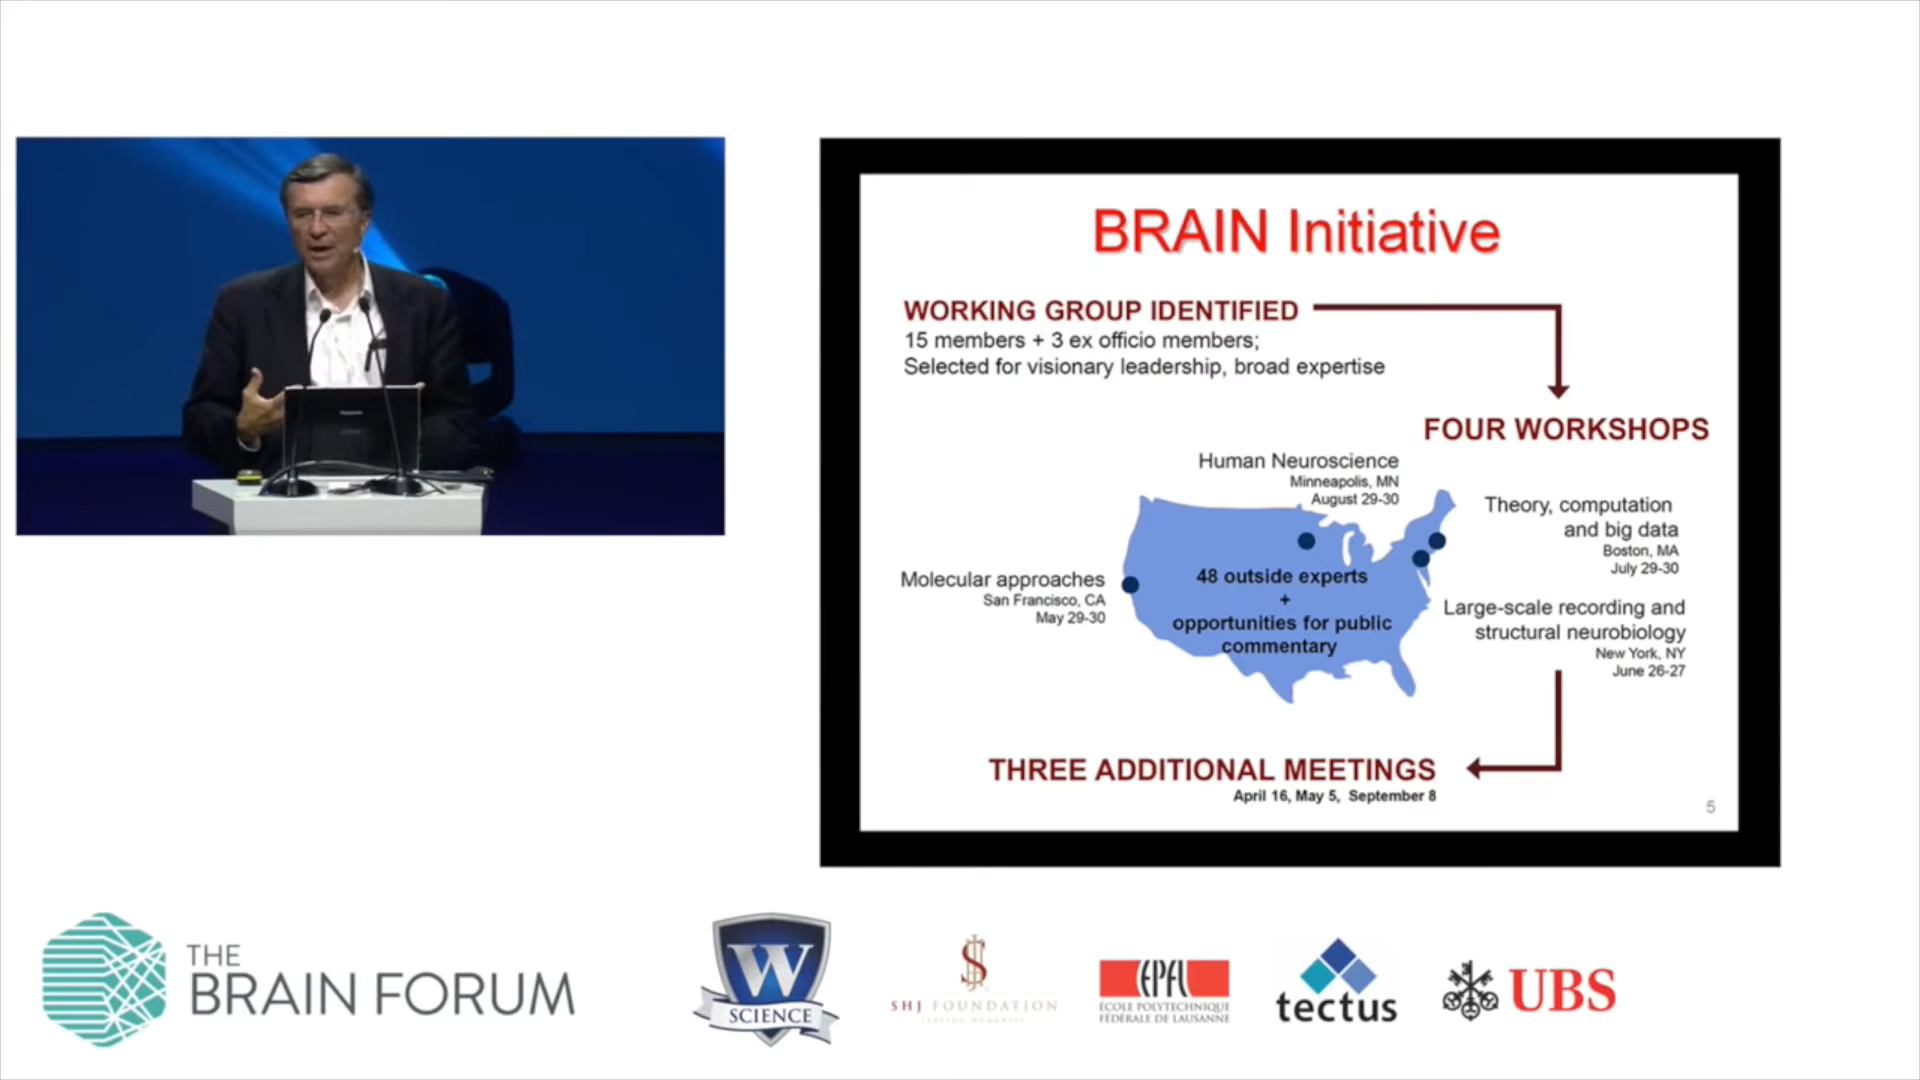 BRAIN Initiative
WORKING GROUP IDENTIFIED
15 members + 3 ex officio members;
Selected for visionary leadership, broad expertise
FOUR WORKSHOPS
Human Neuroscience
Minneapolis, MN
August 29-30
Theory, computation
and big data
Boston, MA
July 29-30
Molecular approaches
San Francisco, CA
May 29-30
48 outside experts
+
opportunities for public
commentary
Large-scale recording and
structural neurobiology
New York, NY
June 26-27
THREE ADDITIONAL MEETINGS
April 16, May 5, September 8
5
THE
BRAIN FORUM
W
SCIENCE
SHJ FOUNDATION
EPFL
ÉCOLE POLYTECHNIQUE
FÉDÉRALE DE LAUSANNE
tectus
UBS